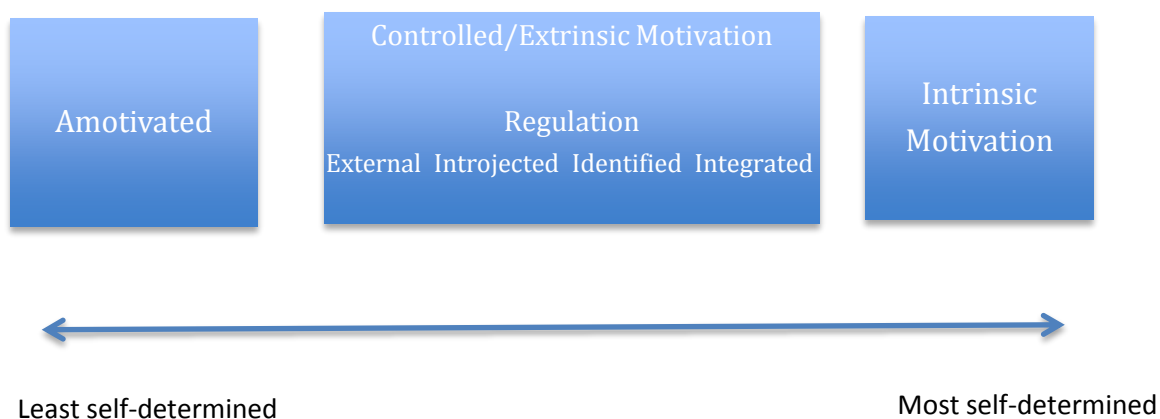 Amotivated
Controlled/Extrinsic Motivation
Regulation
External Introjected Identified Integrated
Intrinsic
Motivation
Least self-determined
Most self-determined